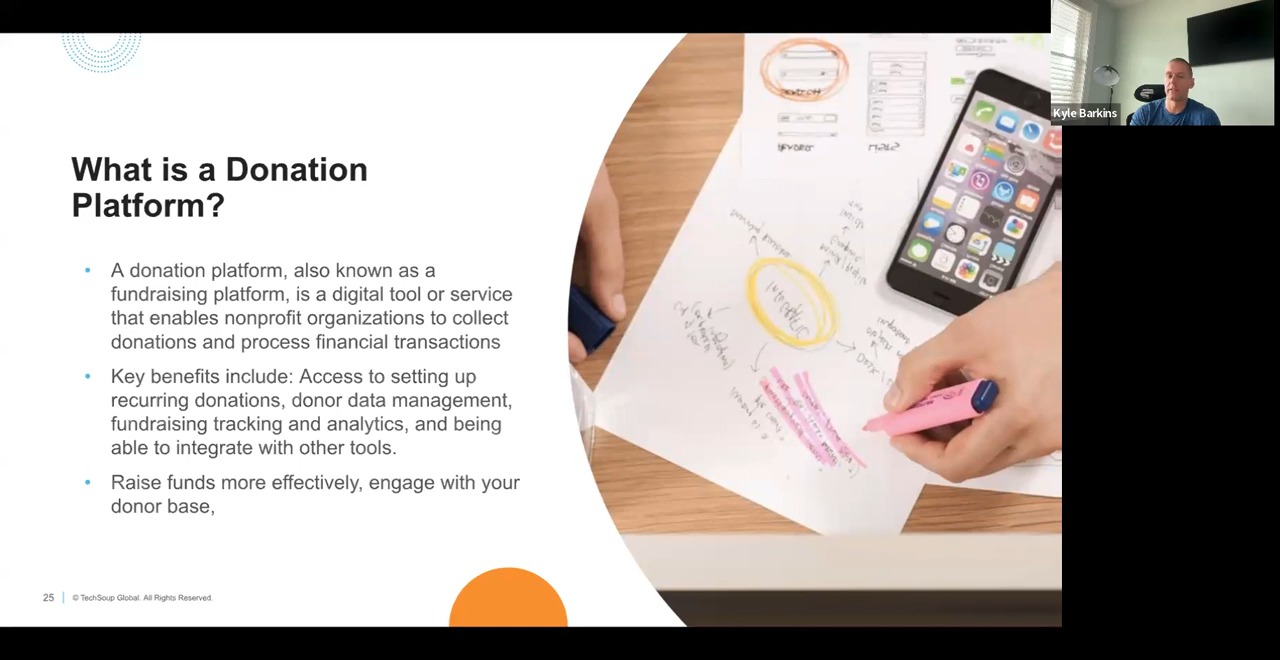 What is a Donation
Platform?
• A donation platform, also known as a
fundraising platform, is a digital tool or service
that enables nonprofit organizations to collect
donations and process financial transactions
• Key benefits include: Access to setting up
recurring donations, donor data management,
fundraising tracking and analytics, and being
able to integrate with other tools.
• Raise funds more effectively, engage with your
donor base,
25 | © TechSoup Global. All Rights Reserved.
Kyle Barkins